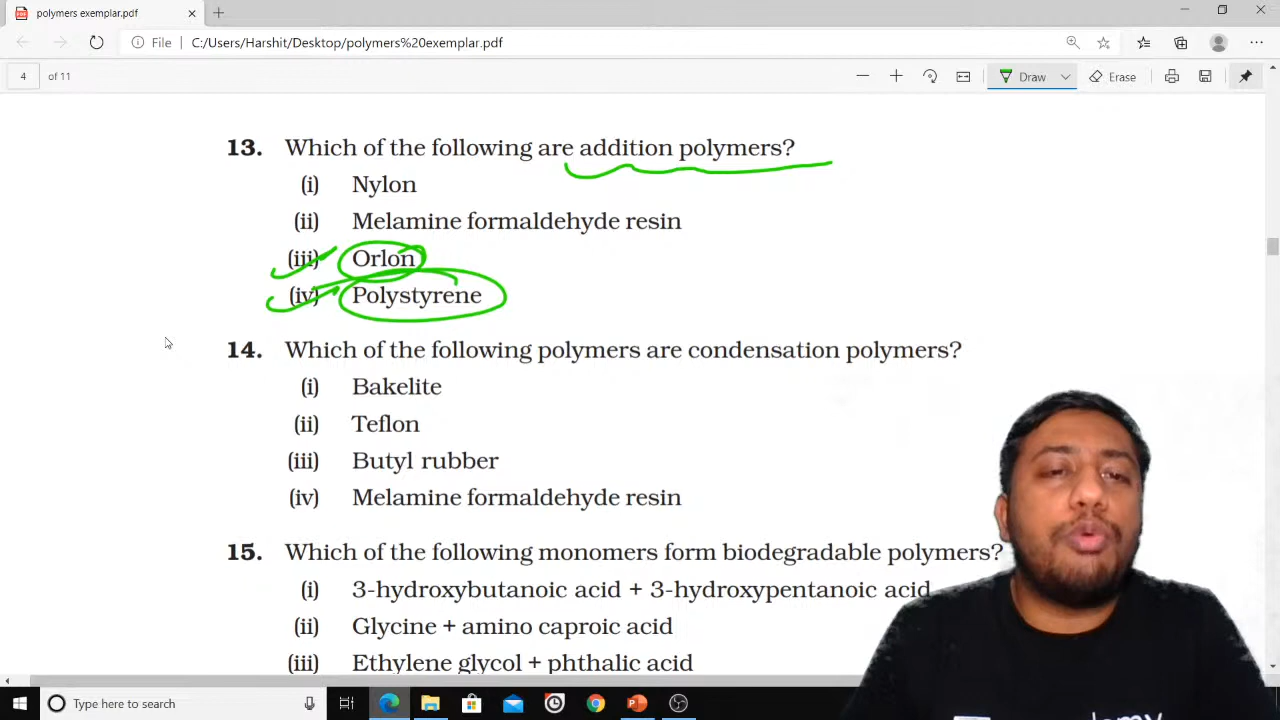 polymers exemplar.pdf
File
C:/Users/Harshit/Desktop/polymers%20exemplar.pdf
4 of 11
Draw
Erase
13. Which of the following are addition polymers?
(i) Nylon
(ii) Melamine formaldehyde resin
(iii) Orlon
(iv) Polystyrene
14. Which of the following polymers are condensation polymers?
(i) Bakelite
(ii) Teflon
(iii) Butyl rubber
(iv) Melamine formaldehyde resin
15. Which of the following monomers form biodegradable polymers?
(i) 3-hydroxybutanoic acid + 3-hydroxypentanoic acid
(ii) Glycine + amino caproic acid
(iii) Ethylene glycol + phthalic acid
Type here to search